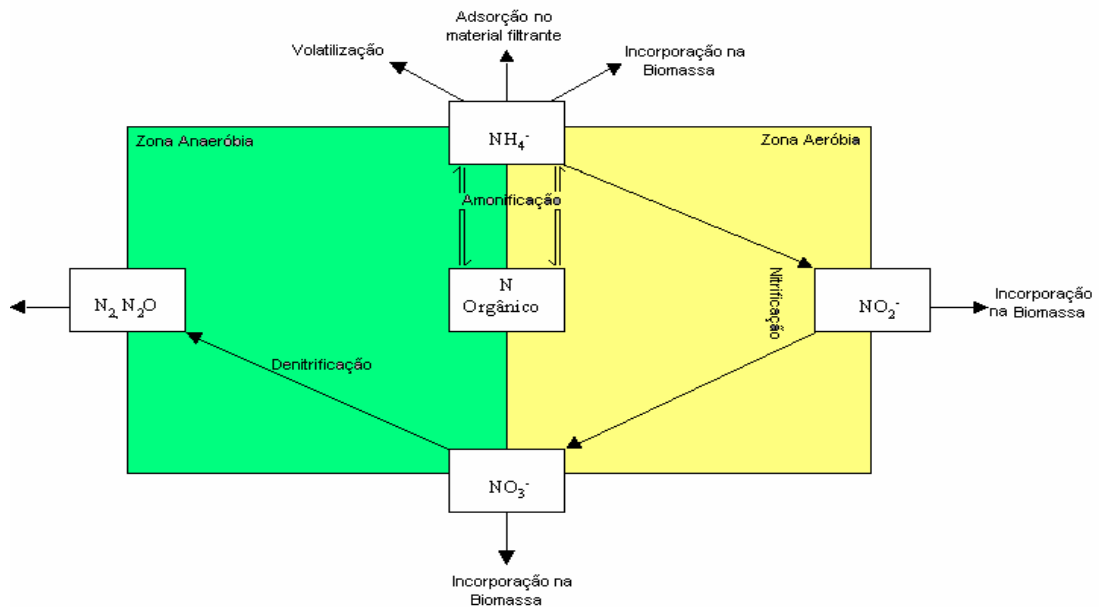 Adsorção no
material filtrante
Volatilização
Incorporação na
Biomassa
NH₄⁻
Zona Anaeróbia
Zona Aeróbia
Amonificação
N
Orgânico
N₂, N₂O
Nitrificação
NO₂⁻
Incorporação
na Biomassa
Denitrificação
NO₃⁻
Incorporação na
Biomassa